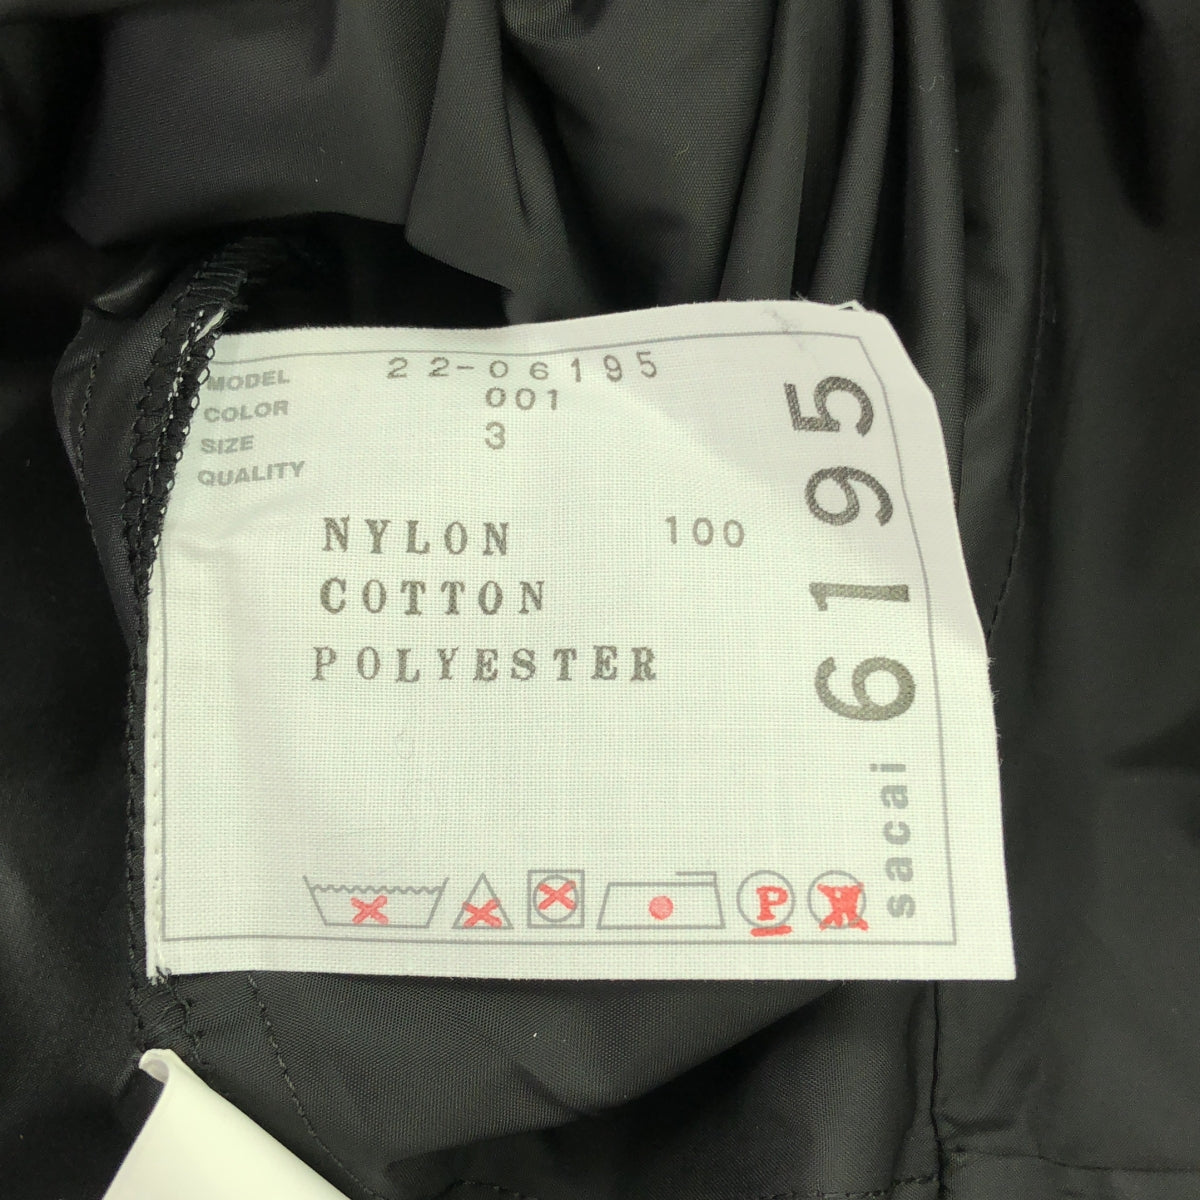 MODEL 22-06195
COLOR 001
SIZE 3
QUALITY
NYLON 100
COTTON
POLYESTER
sacai 6195
P
W